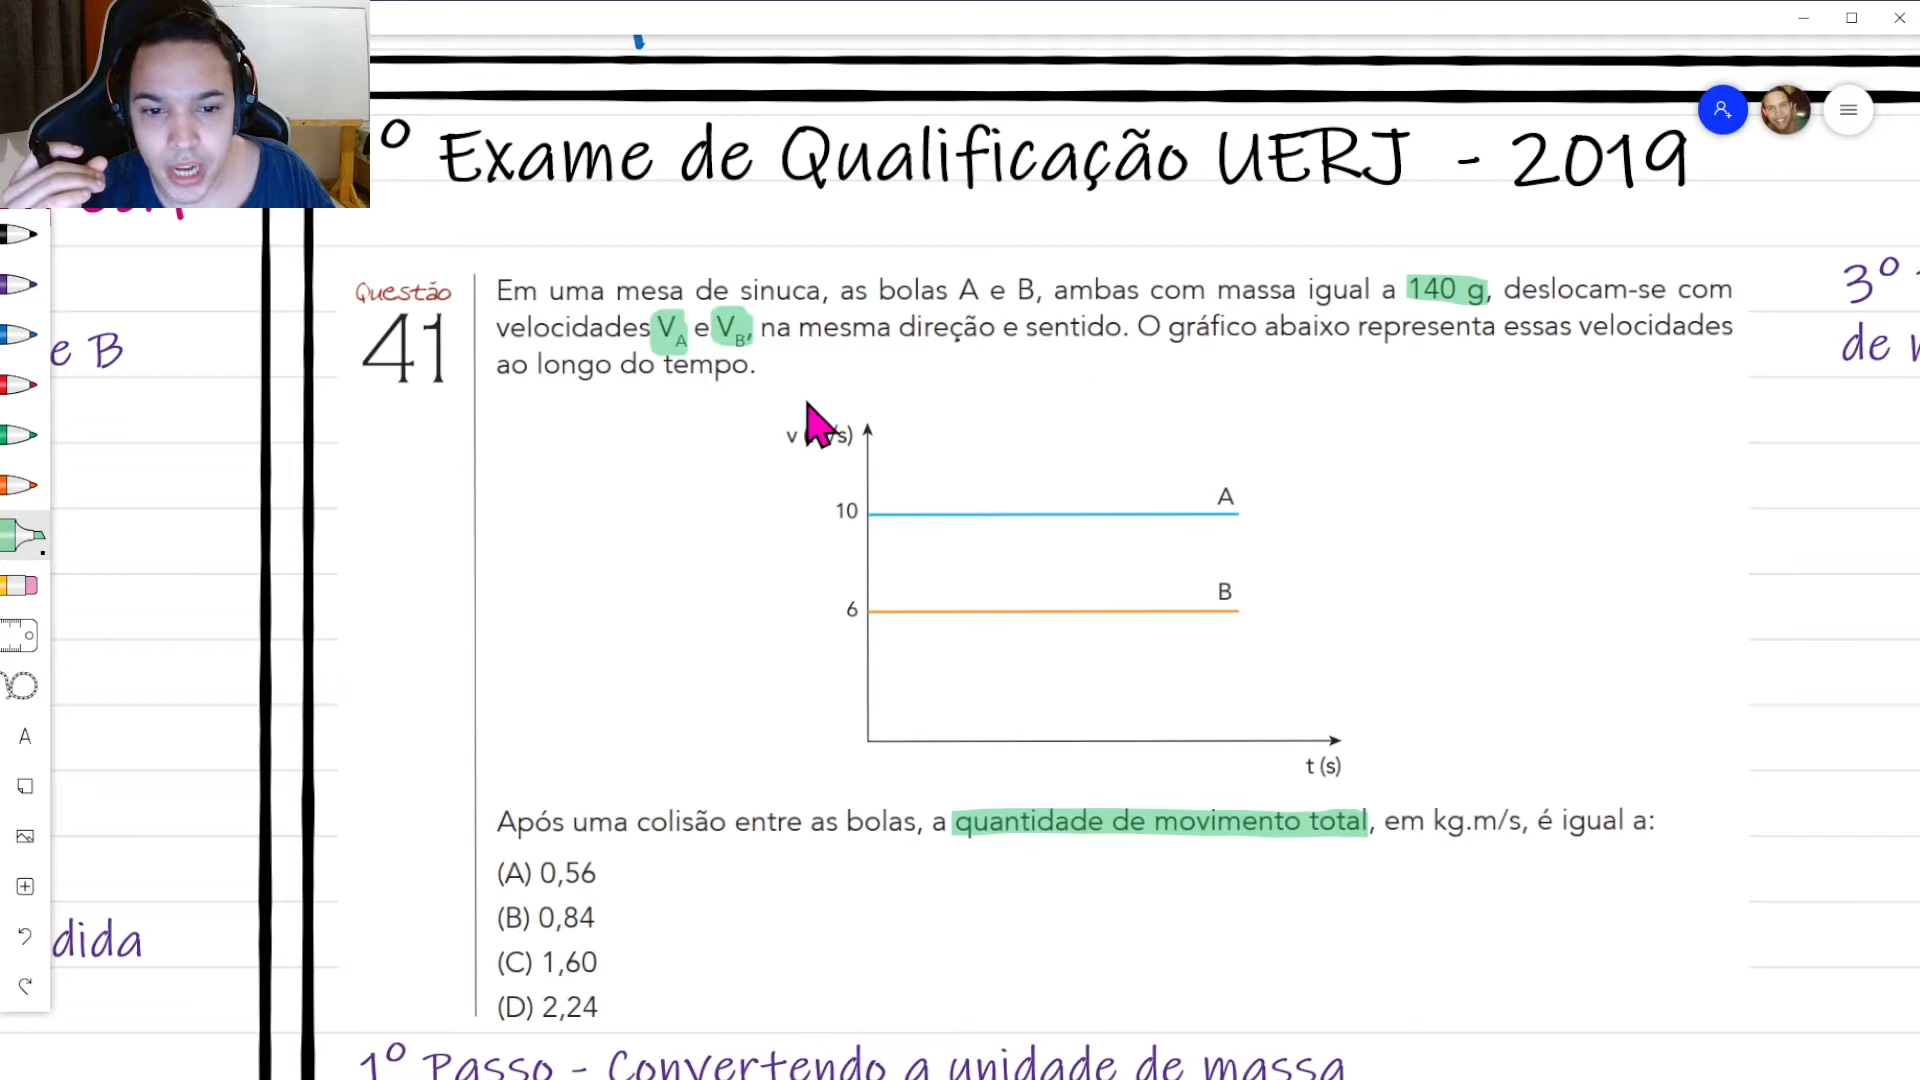 º Exame de Qualificação UERJ - 2019
Questão
41
Em uma mesa de sinuca, as bolas A e B, ambas com massa igual a 140 g, deslocam-se com
velocidades VA e VB, na mesma direção e sentido. O gráfico abaixo representa essas velocidades
ao longo do tempo.
3º
de
e B
v /s)
10
A
6
B
t (s)
Após uma colisão entre as bolas, a quantidade de movimento total, em kg.m/s, é igual a:
(A) 0,56
(B) 0,84
(C) 1,60
(D) 2,24
dida
A
1º Passo - Convertendo a unidade de massa